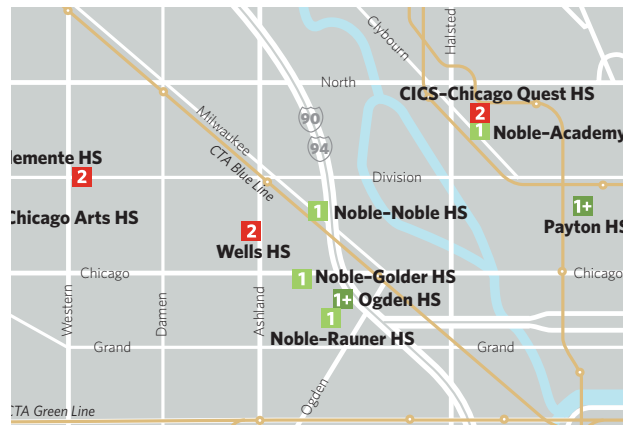 Clybourn
Halsted
North
CICS–Chicago Quest HS
2
1 Noble–Academy
90
94
Milwaukee
CTA Blue Line
lemente HS
2
Division
Chicago Arts HS
1 Noble–Noble HS
1+
Payton HS
2
Wells HS
Chicago
1 Noble–Golder HS
Chicago
1+ Ogden HS
1
Noble–Rauner HS
Western
Damen
Ashland
Grand
Grand
Ogden
CTA Green Line